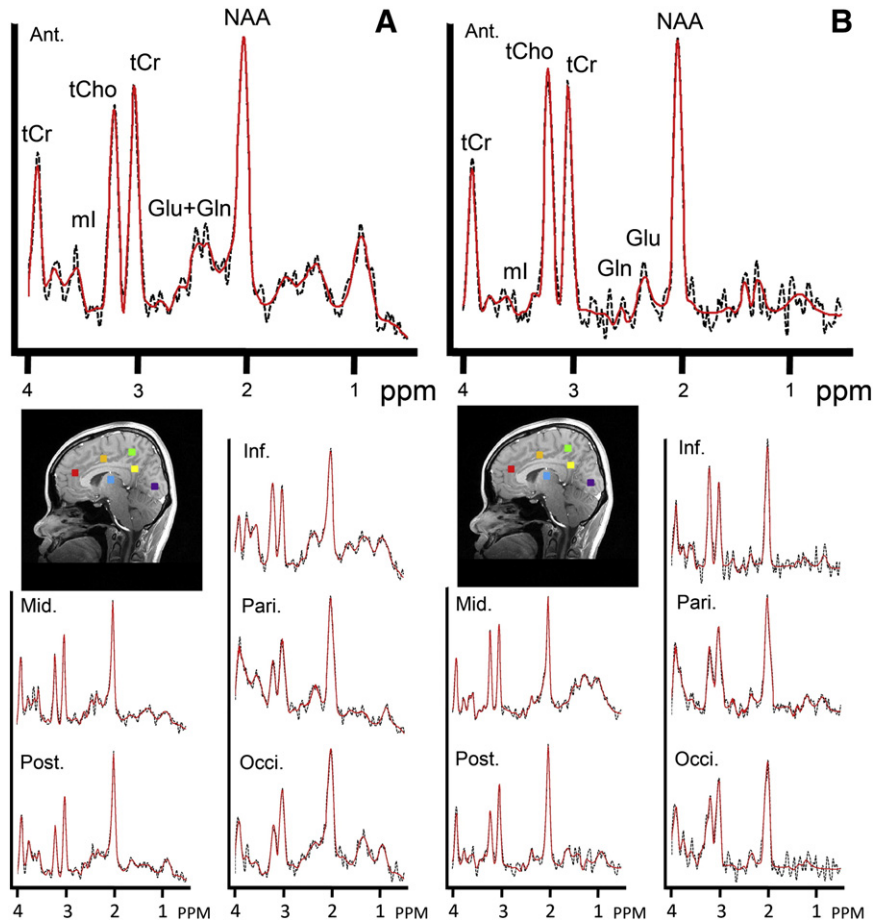 A
Ant.
NAA
tCho
tCr
tCr
mI
Glu+Gln
4 3 2 1 ppm
B
Ant.
NAA
tCho
tCr
tCr
mI
Gln
Glu
4 3 2 1 ppm
Inf.
Mid.
Pari.
Post.
Occi.
4 3 2 1 PPM
4 3 2 1 PPM
Inf.
Mid.
Pari.
Post.
Occi.
4 3 2 1 PPM
4 3 2 1 PPM